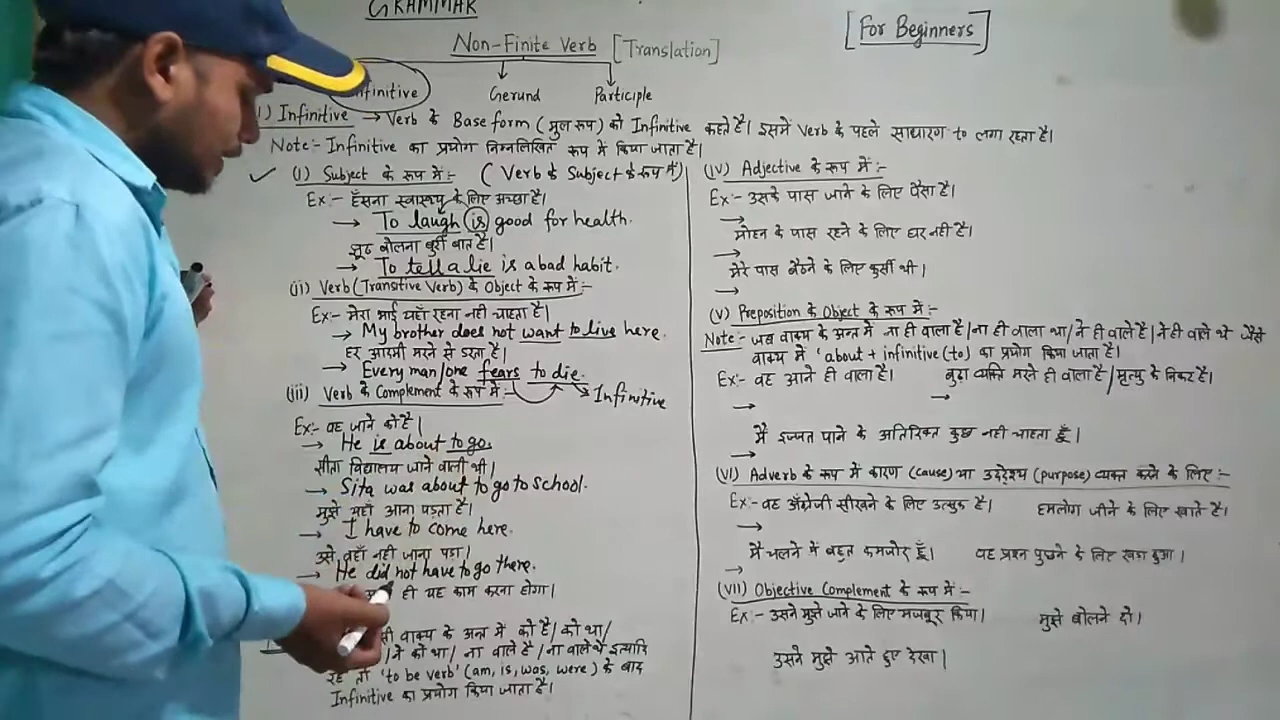 GRAMMAR
[For Beginners]
Non-Finite Verb [Translation]
Infinitive Gerund Participle
1) Infinitive → Verb के Base form (मुल रूप) को Infinitive कहते है। इसमें Verb के पहले साधारण to लगा रहता है।
Note:- Infinitive का प्रयोग निम्नलिखित रूप में किया जाता है।
(i) Subject के रूप में:- (Verb के Subject के रूप में)
Ex:- हँसना स्वास्थ्य के लिए अच्छा है।
→ To laugh is good for health.
झूठ बोलना बुरी बात है।
→ To tell a lie is a bad habit.
(ii) Verb (Transitive Verb) के Object के रूप में:-
Ex:- मेरा भाई यहाँ रहना नही चाहता है।
→ My brother does not want to live here.
हर आदमी मरने से डरता है।
→ Every man/one fears to die.
(iii) Verb के Complement के रूप में:- Infinitive
Ex:- वह जाने को है।
→ He is about to go.
सीता विद्यालय जाने वाली थी।
→ Sita was about to go to school.
मुझे यहाँ आना पड़ता है।
→ I have to come here.
उसे वहाँ नही जाना पड़ा।
→ He did not have to go there.
ही यह काम करना होगा।
वाक्य के अन्त में को है/को था/
ने को था/ ना वाले है/ना वाले थे इत्यादि
रहे तो 'to be verb' (am, is, was, were) के बाद
Infinitive का प्रयोग किया जाता है।
(iv) Adjective के रूप में:-
Ex:- उसके पास जाने के लिए पैसा है।
→
मोहन के पास रहने के लिए घर नही है।
→
मेरे पास बैठने के लिए कुर्सी थी।
→
(v) Preposition के Object के रूप में:-
Note:- जब वाक्य के अन्त में ना ही वाला है/ना ही वाला था/ने ही वाले है/ने ही वाले थे जैसे
वाक्य में 'about + infinitive (to) का प्रयोग किया जाता है।
Ex:- वह आने ही वाला है। बुढा व्यक्ति मरने ही वाला है/मृत्यु के निकट है।
→ →
मैं इज्जत पाने के अतिरिक्त कुछ नही चाहता हूँ।
→
(vi) Adverb के रूप में कारण (cause) या उद्देश्य (purpose) व्यक्त करने के लिए:-
Ex:- वह अँग्रेजी सीखने के लिए उत्सुक है। हमलोग जीने के लिए खाते है।
→
मैं चलने में बहुत कमजोर हूँ। वह प्रश्न पुछने के लिए खड़ा हुआ।
→
(vii) Objective Complement के रूप में:-
Ex:- उसने मुझे जाने के लिए मजबूर किया। मुझे बोलने दो।
उसने मुझे आते हुए देखा।